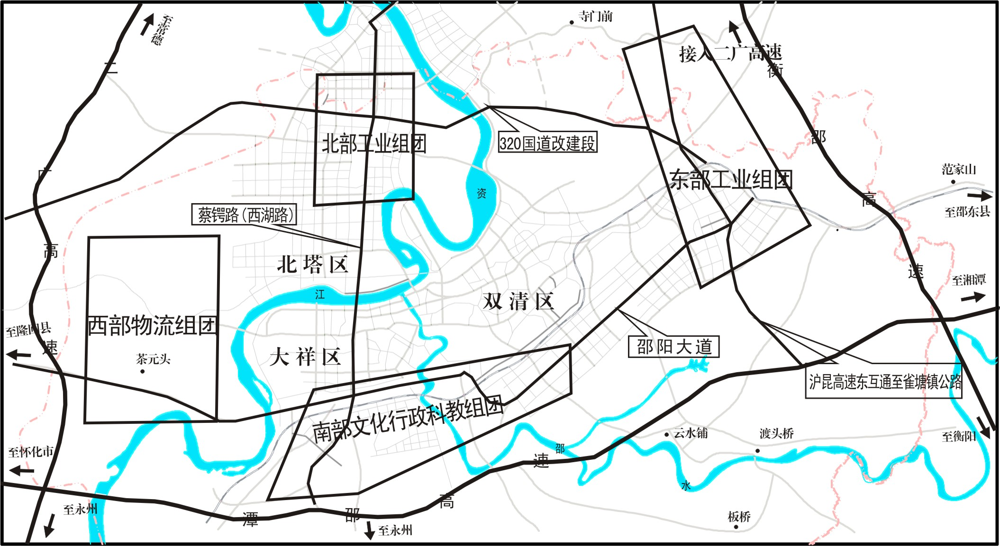 至常德
寺门前
接入二广高速
二广高速
衡邵高速
320国道改建段
北部工业组团
东部工业组团
范家山
至邵东县
蔡锷路（西湖路）
资江
北塔区
双清区
至湘潭
西部物流组团
至隆回县
茶元头
大祥区
邵阳大道
沪昆高速东互通至雀塘镇公路
南部文化行政科教组团
云水铺
渡头桥
至衡阳
至怀化市
邵水
潭邵高速
至永州
至永州
板桥